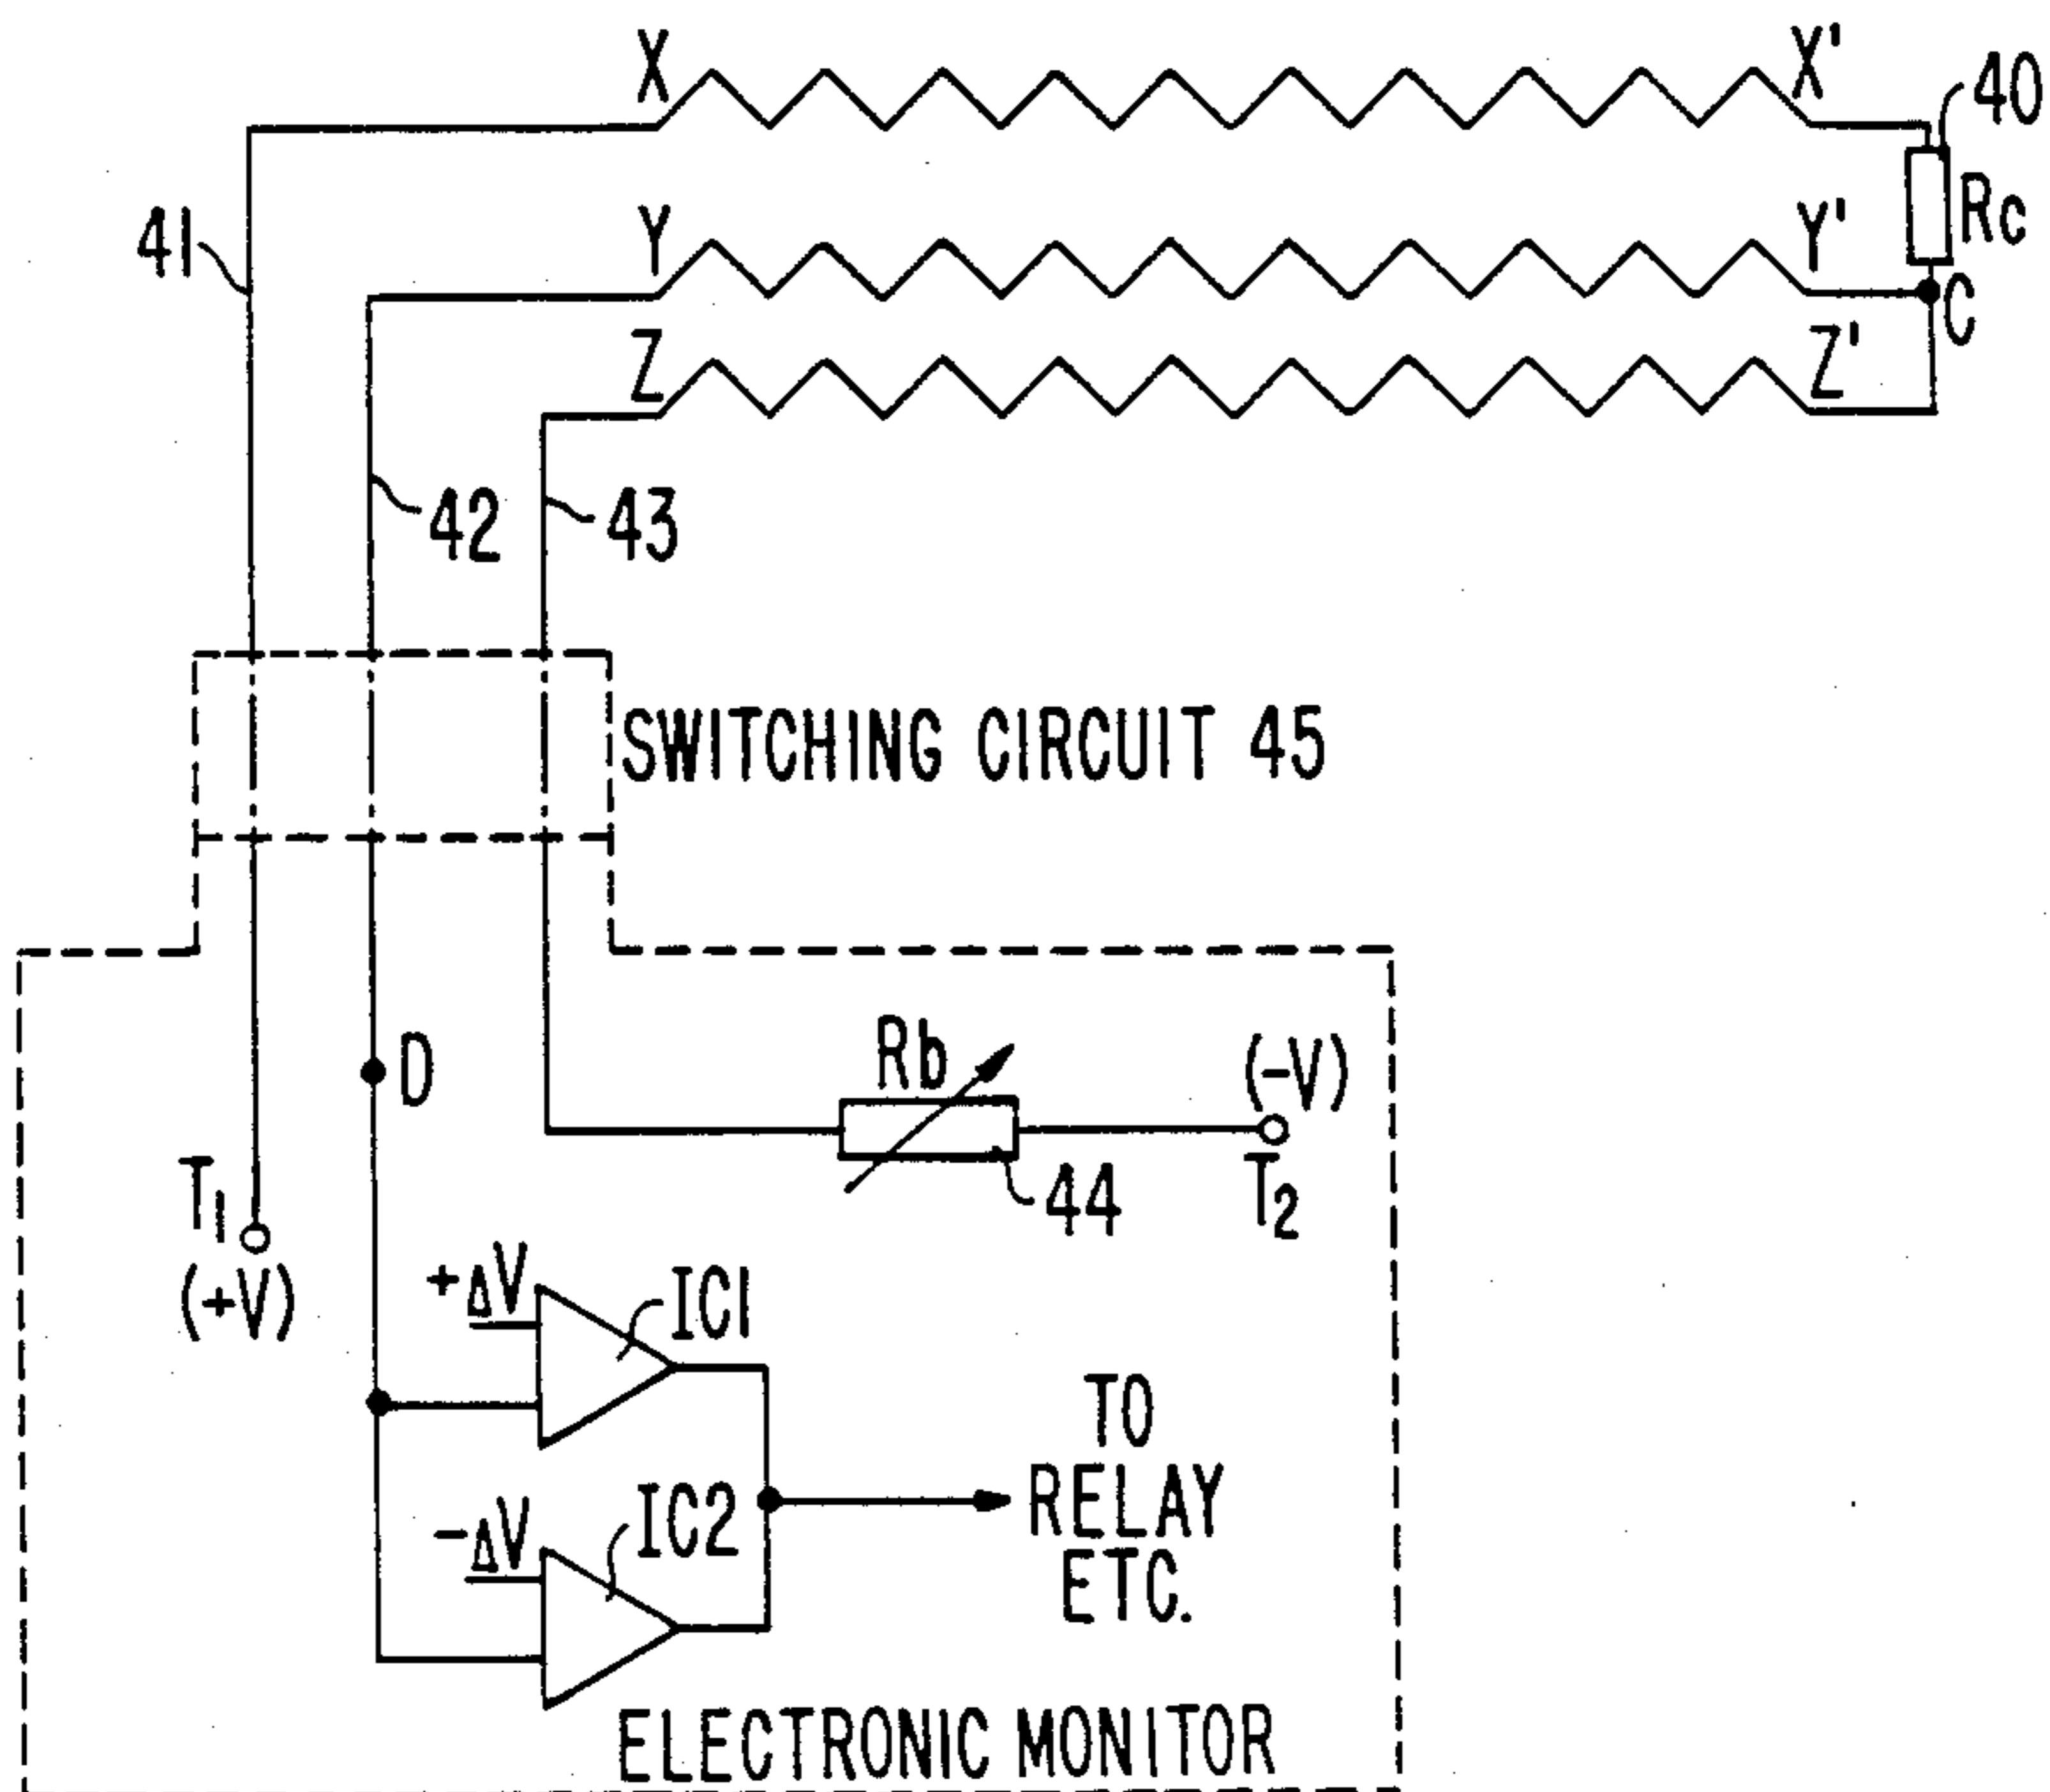 X
X'
40
Rc
41
Y
Y'
C
Z
Z'
42
43
SWITCHING CIRCUIT 45
D
Rb
(-V)
T2
44
T1
(+V)
+ΔV
IC1
-ΔV
IC2
TO
RELAY
ETC.
ELECTRONIC MONITOR